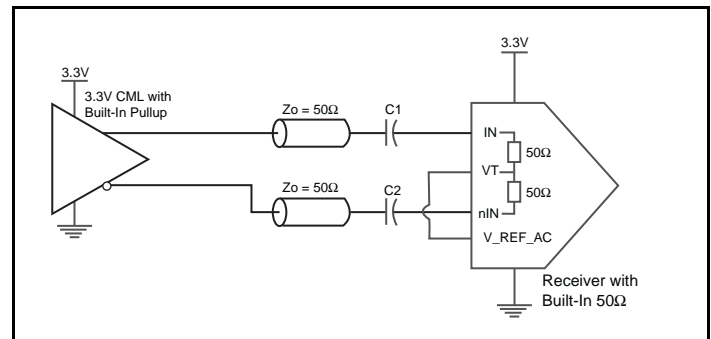 3.3V
3.3V
3.3V CML with
Built-In Pullup
Zo = 50Ω
C1
IN
50Ω
VT
Zo = 50Ω
C2
50Ω
nIN
V_REF_AC
Receiver with
Built-In 50Ω